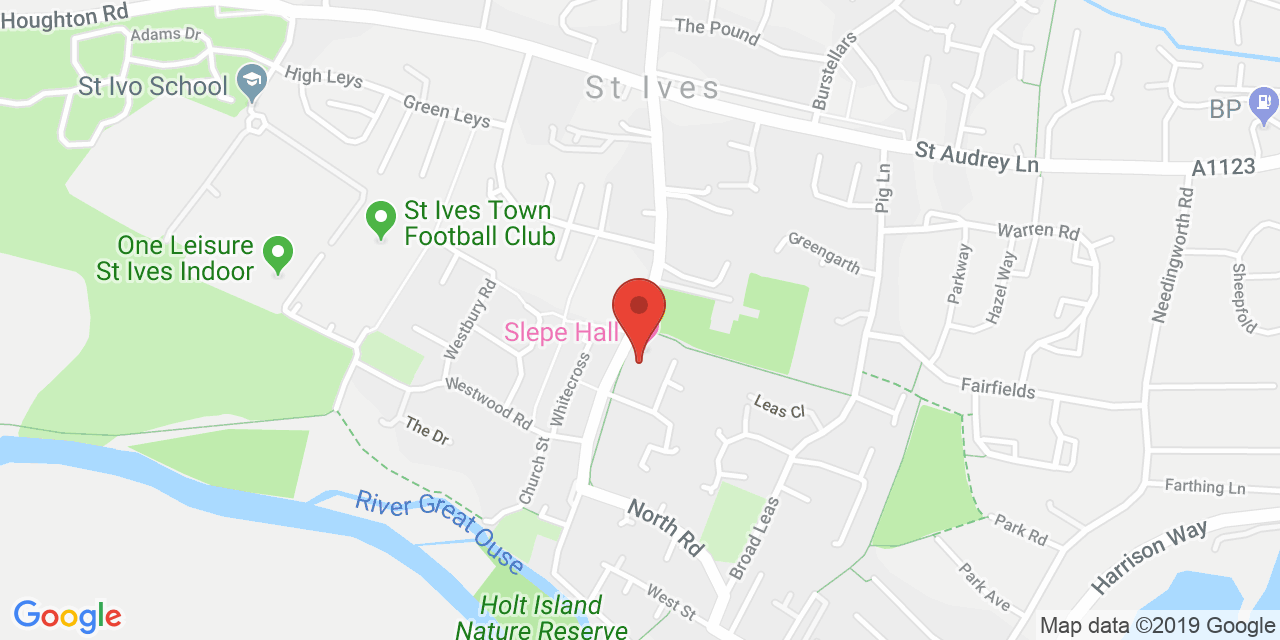 Houghton Rd
Adams Dr
The Pound
Burstellars
St Ivo School
High Leys
St Ives
Green Leys
BP
St Audrey Ln
A1123
Pig Ln
St Ives Town
Football Club
One Leisure
St Ives Indoor
Warren Rd
Greengarth
Parkway
Hazel Way
Needingworth Rd
Sheepfold
Westbury Rd
Slepe Hall
Whitecross
Westwood Rd
Fairfields
Leas Cl
The Dr
Church St
River Great Ouse
North Rd
Broad Leas
Farthing Ln
Park Rd
Harrison Way
Park Ave
West St
Holt Island
Nature Reserve
Google
Map data ©2019 Google